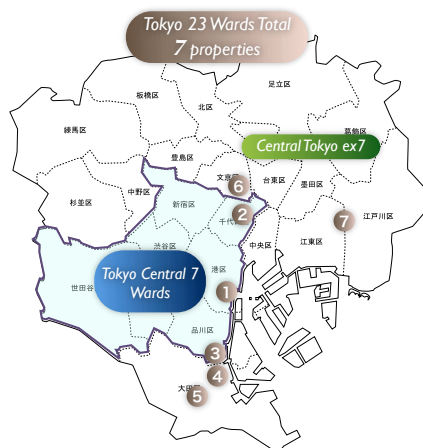 Tokyo 23 Wards Total
7 properties
足立区
板橋区
北区
葛飾区
練馬区
Central Tokyo ex7
豊島区
文京区
台東区
墨田区
中野区
6
杉並区
新宿区
千代田
2
7
江戸川区
渋谷区
中央区
江東区
Tokyo Central 7
Wards
港区
世田谷
1
品川区
3
4
大田区
5